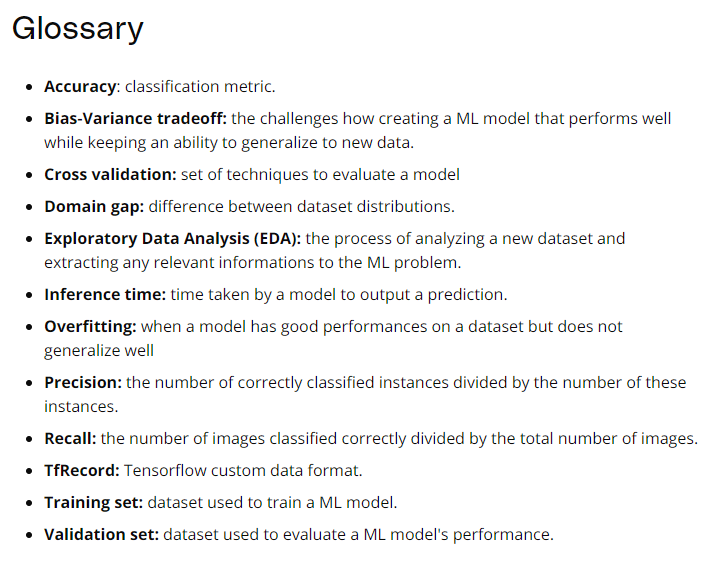 Glossary
• Accuracy: classification metric.
• Bias-Variance tradeoff: the challenges how creating a ML model that performs well
while keeping an ability to generalize to new data.
• Cross validation: set of techniques to evaluate a model
• Domain gap: difference between dataset distributions.
• Exploratory Data Analysis (EDA): the process of analyzing a new dataset and
extracting any relevant informations to the ML problem.
• Inference time: time taken by a model to output a prediction.
• Overfitting: when a model has good performances on a dataset but does not
generalize well
• Precision: the number of correctly classified instances divided by the number of these
instances.
• Recall: the number of images classified correctly divided by the total number of images.
• TfRecord: Tensorflow custom data format.
• Training set: dataset used to train a ML model.
• Validation set: dataset used to evaluate a ML model's performance.